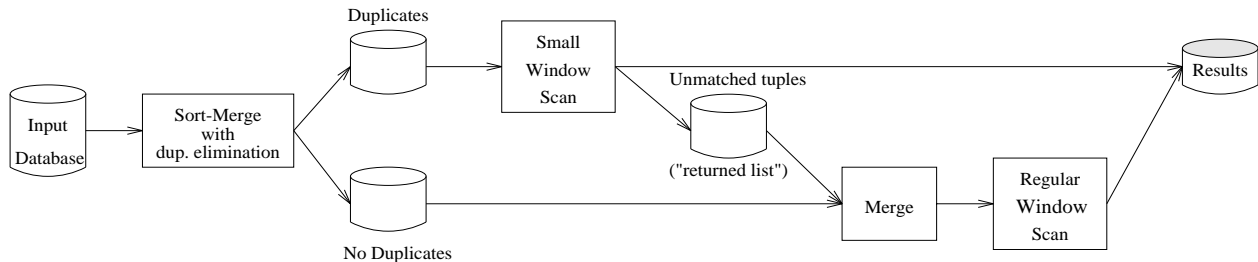 Duplicates
Small
Window
Scan
Unmatched tuples
Results
Input
Database
Sort-Merge
with
dup. elimination
("returned list")
Merge
Regular
Window
Scan
No Duplicates